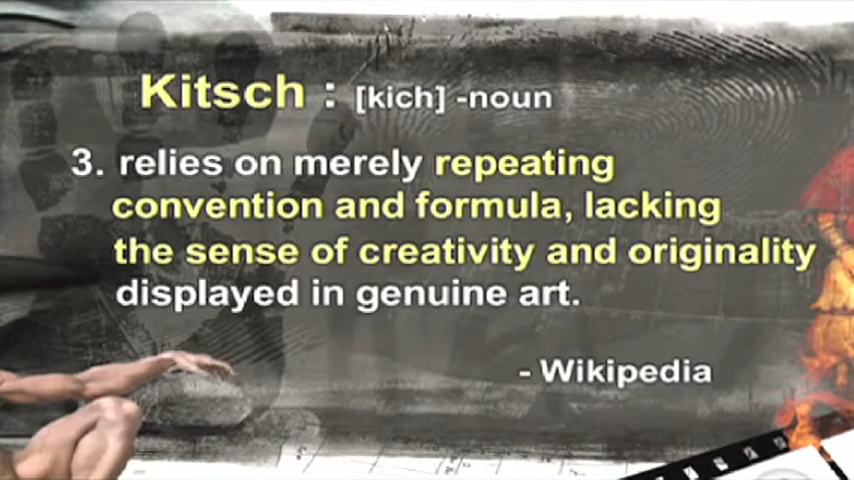 Kitsch : [kich] -noun
3. relies on merely repeating
convention and formula, lacking
the sense of creativity and originality
displayed in genuine art.
- Wikipedia